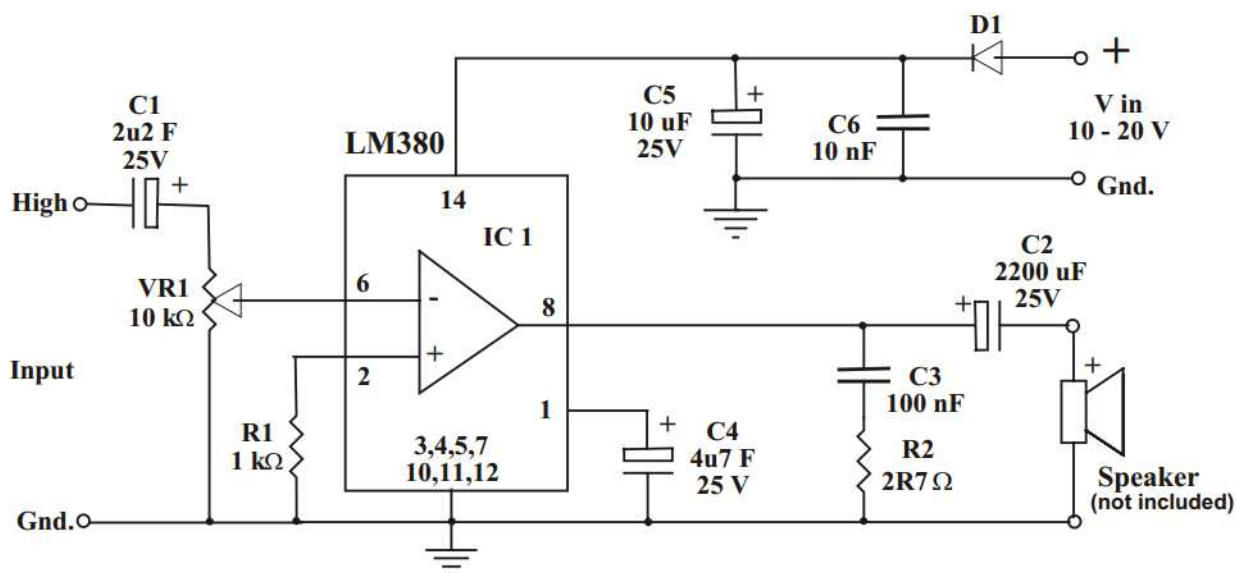 D1
+
V in
10 - 20 V
Gnd.
C5
10 uF
25V
+
C6
10 nF
C1
2u2 F
25V
+
High
LM380
14
IC 1
VR1
10 kΩ
6
-
8
C2
2200 uF
25V
+
Input
2
+
1
R1
1 kΩ
3,4,5,7
10,11,12
+
C4
4u7 F
25 V
C3
100 nF
R2
2R7 Ω
+
Speaker
(not included)
Gnd.